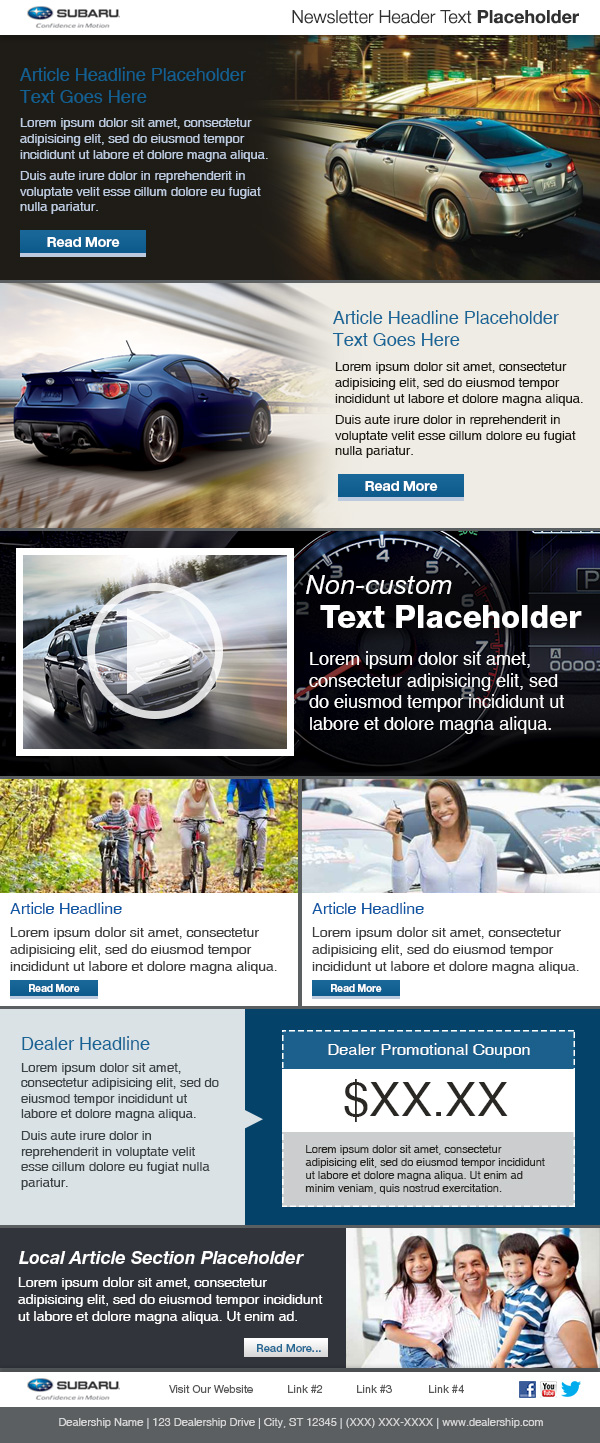 SUBARU
Confidence in Motion
Newsletter Header Text Placeholder
Article Headline Placeholder
Text Goes Here
Lorem ipsum dolor sit amet, consectetur
adipisicing elit, sed do eiusmod tempor
incididunt ut labore et dolore magna aliqua.
Duis aute irure dolor in reprehenderit in
voluptate velit esse cillum dolore eu fugiat
nulla pariatur.
Read More
Article Headline Placeholder
Text Goes Here
Lorem ipsum dolor sit amet, consectetur
adipisicing elit, sed do eiusmod tempor
incididunt ut labore et dolore magna aliqua.
Duis aute irure dolor in reprehenderit in
voluptate velit esse cillum dolore eu fugiat
nulla pariatur.
Read More
Non-custom
Text Placeholder
Lorem ipsum dolor sit amet,
consectetur adipisicing elit, sed
do eiusmod tempor incididunt ut
labore et dolore magna aliqua.
4
5
7
8
P
A
0000
Article Headline
Lorem ipsum dolor sit amet, consectetur
adipisicing elit, sed do eiusmod tempor
incididunt ut labore et dolore magna aliqua.
Read More
Article Headline
Lorem ipsum dolor sit amet, consectetur
adipisicing elit, sed do eiusmod tempor
incididunt ut labore et dolore magna aliqua.
Read More
Dealer Headline
Lorem ipsum dolor sit amet,
consectetur adipisicing elit, sed do
eiusmod tempor incididunt ut
labore et dolore magna aliqua.
Duis aute irure dolor in
reprehenderit in voluptate velit
esse cillum dolore eu fugiat nulla
pariatur.
Dealer Promotional Coupon
$XX.XX
Lorem ipsum dolor sit amet, consectetur
adipisicing elit, sed do eiusmod tempor incididunt
ut labore et dolore magna aliqua. Ut enim ad
minim veniam, quis nostrud exercitation.
Local Article Section Placeholder
Lorem ipsum dolor sit amet, consectetur
adipisicing elit, sed do eiusmod tempor incididunt
ut labore et dolore magna aliqua. Ut enim ad.
Read More...
SUBARU
Confidence in Motion
Visit Our Website Link #2 Link #3 Link #4
You Tube
Dealership Name | 123 Dealership Drive | City, ST 12345 | (XXX) XXX-XXXX | www.dealership.com